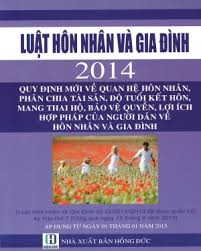 LUẬT HÔN NHÂN VÀ GIA ĐÌNH
2014
QUY ĐỊNH MỚI VỀ QUAN HỆ HÔN NHÂN,
PHÂN CHIA TÀI SẢN, ĐỘ TUỔI KẾT HÔN,
MANG THAI HỘ, BẢO VỆ QUYỀN, LỢI ÍCH
HỢP PHÁP CỦA NGƯỜI DÂN VỀ
HÔN NHÂN VÀ GIA ĐÌNH
ÁP DỤNG TỪ NGÀY 01 THÁNG 01 NĂM 2015
NHÀ XUẤT BẢN HỒNG ĐỨC